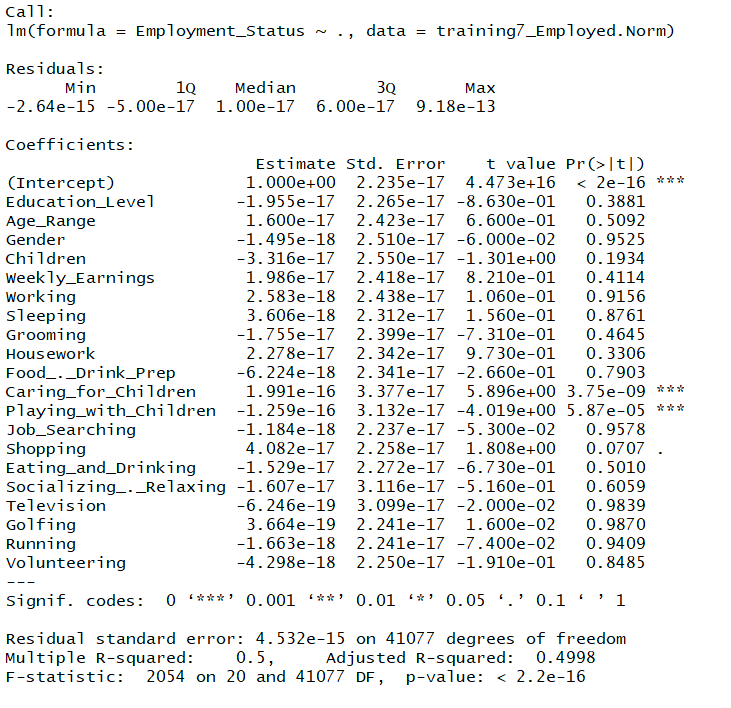 Call:
lm(formula = Employment_Status ~ ., data = training7_Employed.Norm)
Residuals:
Min 1Q Median 3Q Max
-2.64e-15 -5.00e-17 1.00e-17 6.00e-17 9.18e-13
Coefficients:
Estimate Std. Error t value Pr(>|t|)
(Intercept) 1.000e+00 2.235e-17 4.473e+16 < 2e-16 ***
Education_Level -1.955e-17 2.265e-17 -8.630e-01 0.3881
Age_Range 1.600e-17 2.423e-17 6.600e-01 0.5092
Gender -1.495e-18 2.510e-17 -6.000e-02 0.9525
Children -3.316e-17 2.550e-17 -1.301e+00 0.1934
Weekly_Earnings 1.986e-17 2.418e-17 8.210e-01 0.4114
Working 2.583e-18 2.438e-17 1.060e-01 0.9156
Sleeping 3.606e-18 2.312e-17 1.560e-01 0.8761
Grooming -1.755e-17 2.399e-17 -7.310e-01 0.4645
Housework 2.278e-17 2.342e-17 9.730e-01 0.3306
Food_._Drink_Prep -6.224e-18 2.341e-17 -2.660e-01 0.7903
Caring_for_Children 1.991e-16 3.377e-17 5.896e+00 3.75e-09 ***
Playing_with_Children -1.259e-16 3.132e-17 -4.019e+00 5.87e-05 ***
Job_Searching -1.184e-18 2.237e-17 -5.300e-02 0.9578
Shopping 4.082e-17 2.258e-17 1.808e+00 0.0707 .
Eating_and_Drinking -1.529e-17 2.272e-17 -6.730e-01 0.5010
Socializing_._Relaxing -1.607e-17 3.116e-17 -5.160e-01 0.6059
Television -6.246e-19 3.099e-17 -2.000e-02 0.9839
Golfing 3.664e-19 2.241e-17 1.600e-02 0.9870
Running -1.663e-18 2.241e-17 -7.400e-02 0.9409
Volunteering -4.298e-18 2.250e-17 -1.910e-01 0.8485
---
Signif. codes: 0 ‘***’ 0.001 ‘**’ 0.01 ‘*’ 0.05 ‘.’ 0.1 ‘ ’ 1
Residual standard error: 4.532e-15 on 41077 degrees of freedom
Multiple R-squared: 0.5, Adjusted R-squared: 0.4998
F-statistic: 2054 on 20 and 41077 DF, p-value: < 2.2e-16